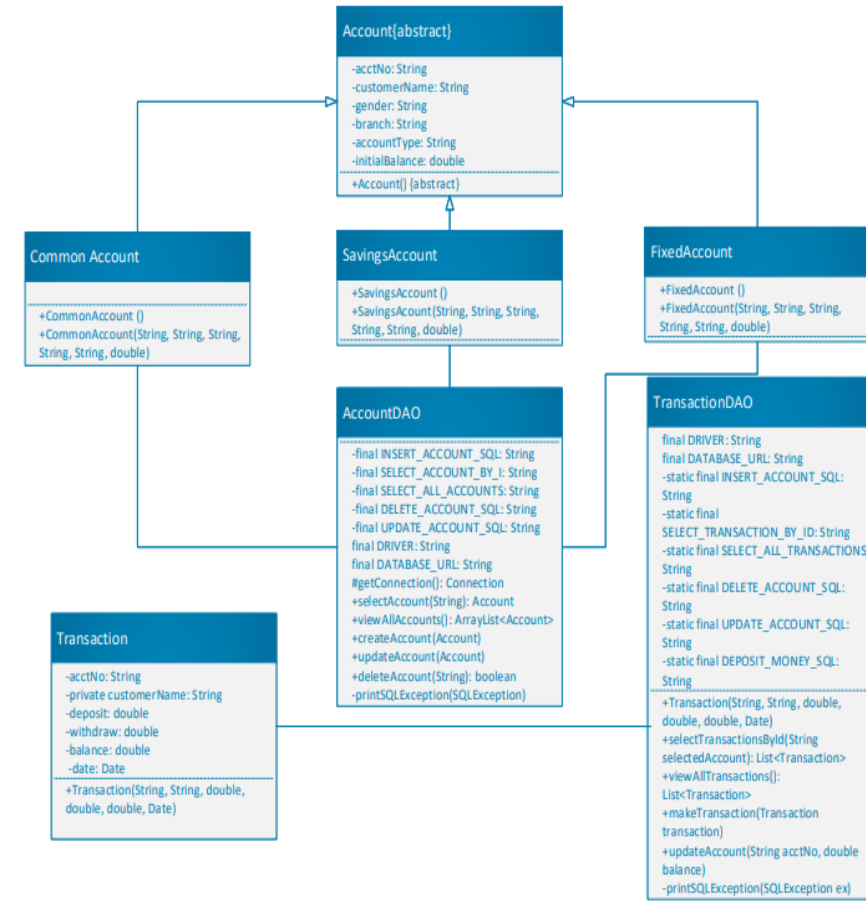 Account{abstract}
-acctNo: String
-customerName: String
-gender: String
-branch: String
-accountType: String
-initialBalance: double
+Account() {abstract}
Common Account
+CommonAccount ()
+CommonAccount(String, String, String,
String, String, double)
SavingsAccount
+SavingsAccount ()
+SavingsAcount(String, String, String,
String, String, double)
FixedAccount
+FixedAccount ()
+FixedAccount(String, String, String,
String, String, double)
AccountDAO
-final INSERT_ACCOUNT_SQL: String
-final SELECT_ACCOUNT_BY_I: String
-final SELECT_ALL_ACCOUNTS: String
-final DELETE_ACCOUNT_SQL: String
-final UPDATE_ACCOUNT_SQL: String
final DRIVER: String
final DATABASE_URL: String
#getConnection(): Connection
+selectAccount(String): Account
+viewAllAccounts(): ArrayList<Account>
+createAccount(Account)
+updateAccount(Account)
+deleteAccount(String): boolean
-printSQLException(SQLException)
TransactionDAO
final DRIVER: String
final DATABASE_URL: String
-static final INSERT_ACCOUNT_SQL:
String
-static final
SELECT_TRANSACTION_BY_ID: String
-static final SELECT_ALL_TRANSACTIONS
String
-static final DELETE_ACCOUNT_SQL:
String
-static final UPDATE_ACCOUNT_SQL:
String
-static final DEPOSIT_MONEY_SQL:
String
+Transaction(String, String, double,
double, double, Date)
+selectTransactionsById(String
selectedAccount): List<Transaction>
+viewAllTransactions():
List<Transaction>
+makeTransaction(Transaction
transaction)
+updateAccount(String acctNo, double
balance)
-printSQLException(SQLException ex)
Transaction
-acctNo: String
-private customerName: String
-deposit: double
-withdraw: double
-balance: double
-date: Date
+Transaction(String, String, double,
double, double, Date)